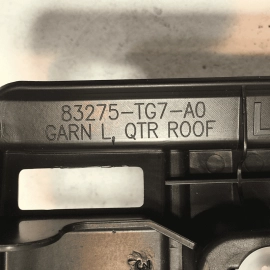 83275-TG7-A0
GARN L, QTR ROOF
L